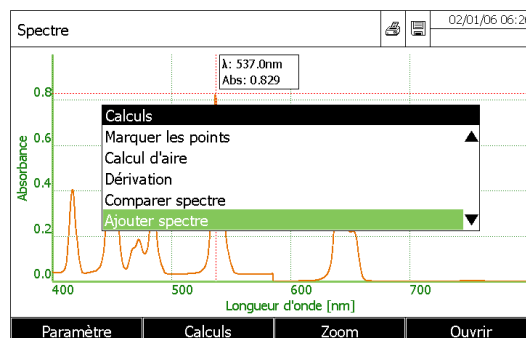 Spectre
02/01/06 06:20
λ: 537.0nm
Abs: 0.829
0.8
0.6
0.4
0.2
0.0
Absorbance
Calculs
Marquer les points
Calcul d'aire
Dérivation
Comparer spectre
Ajouter spectre
400
500
600
700
Longueur d'onde [nm]
Paramètre
Calculs
Zoom
Ouvrir